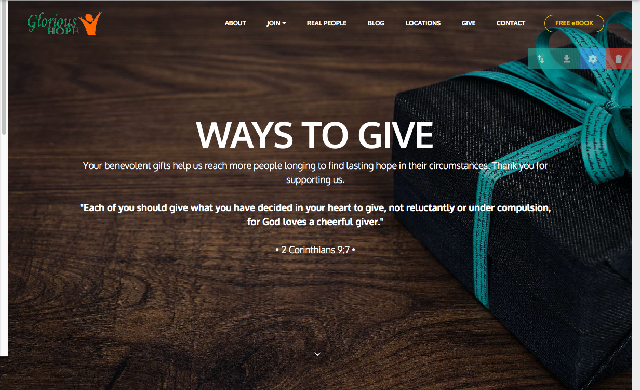 Glorious
HOPE
ABOUT
JOIN
REAL PEOPLE
BLOG
LOCATIONS
GIVE
CONTACT
FREE eBOOK
WAYS TO GIVE
Your benevolent gifts help us reach more people longing to find lasting hope in their circumstances. Thank you for
supporting us.
"Each of you should give what you have decided in your heart to give, not reluctantly or under compulsion,
for God loves a cheerful giver."
• 2 Corinthians 9:7 •